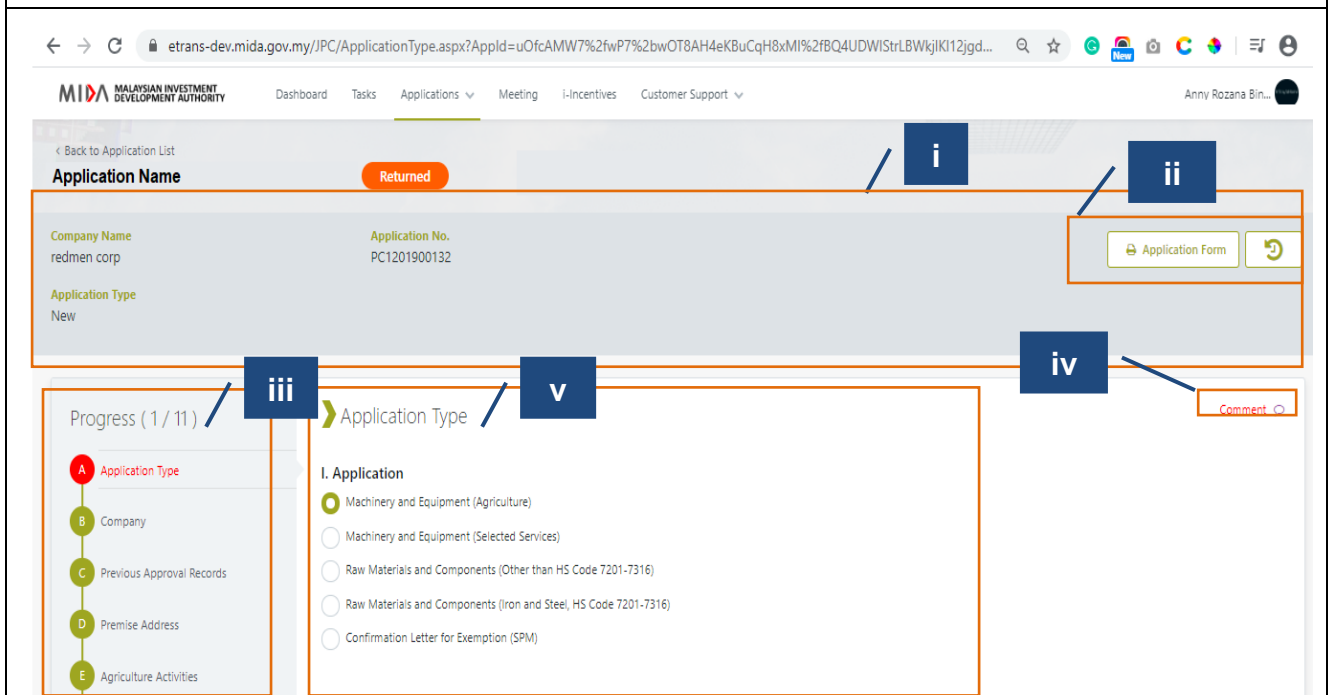 etrans-dev.mida.gov.my/JPC/ApplicationType.aspx?AppId=uOfcAMW7%2fwP7%2bwOT8AH4eKBuCqH8xMI%2fBQ4UDWIStrLBWkjlKI12jgd...
New
MIDA MALAYSIAN INVESTMENT DEVELOPMENT AUTHORITY Dashboard Tasks Applications Meeting i-Incentives Customer Support Anny Rozana Bin...
< Back to Application List
Application Name Returned
i
ii
Company Name Application No.
redmen corp PC1201900132
Application Form
Application Type
New
iii
v
iv
Progress ( 1 / 11 )
A Application Type
B Company
C Previous Approval Records
D Premise Address
E Agriculture Activities
Application Type
Comment
I. Application
Machinery and Equipment (Agriculture)
Machinery and Equipment (Selected Services)
Raw Materials and Components (Other than HS Code 7201-7316)
Raw Materials and Components (Iron and Steel, HS Code 7201-7316)
Confirmation Letter for Exemption (SPM)